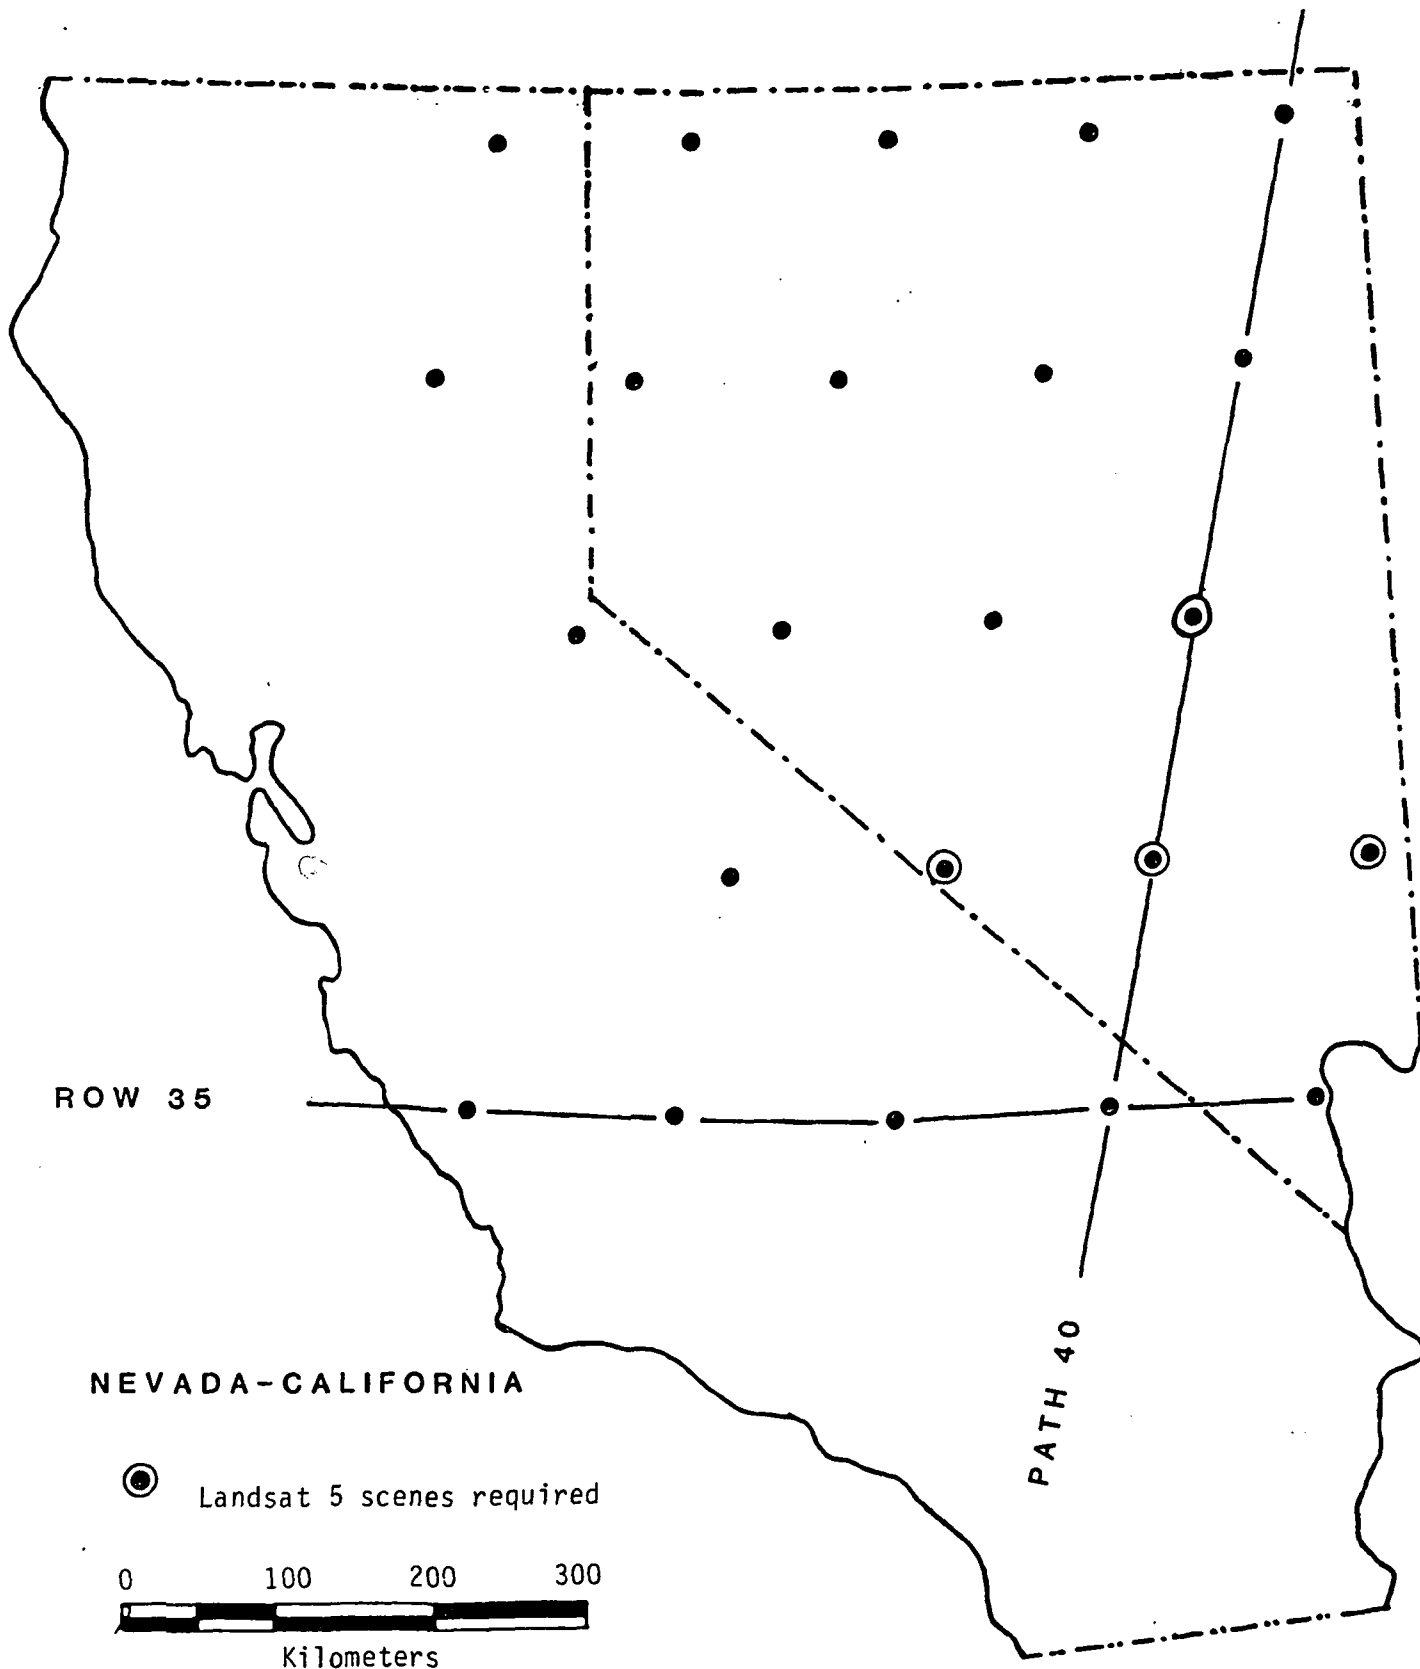 ROW 35
PATH 40
NEVADA-CALIFORNIA
Landsat 5 scenes required
0 100 200 300
Kilometers